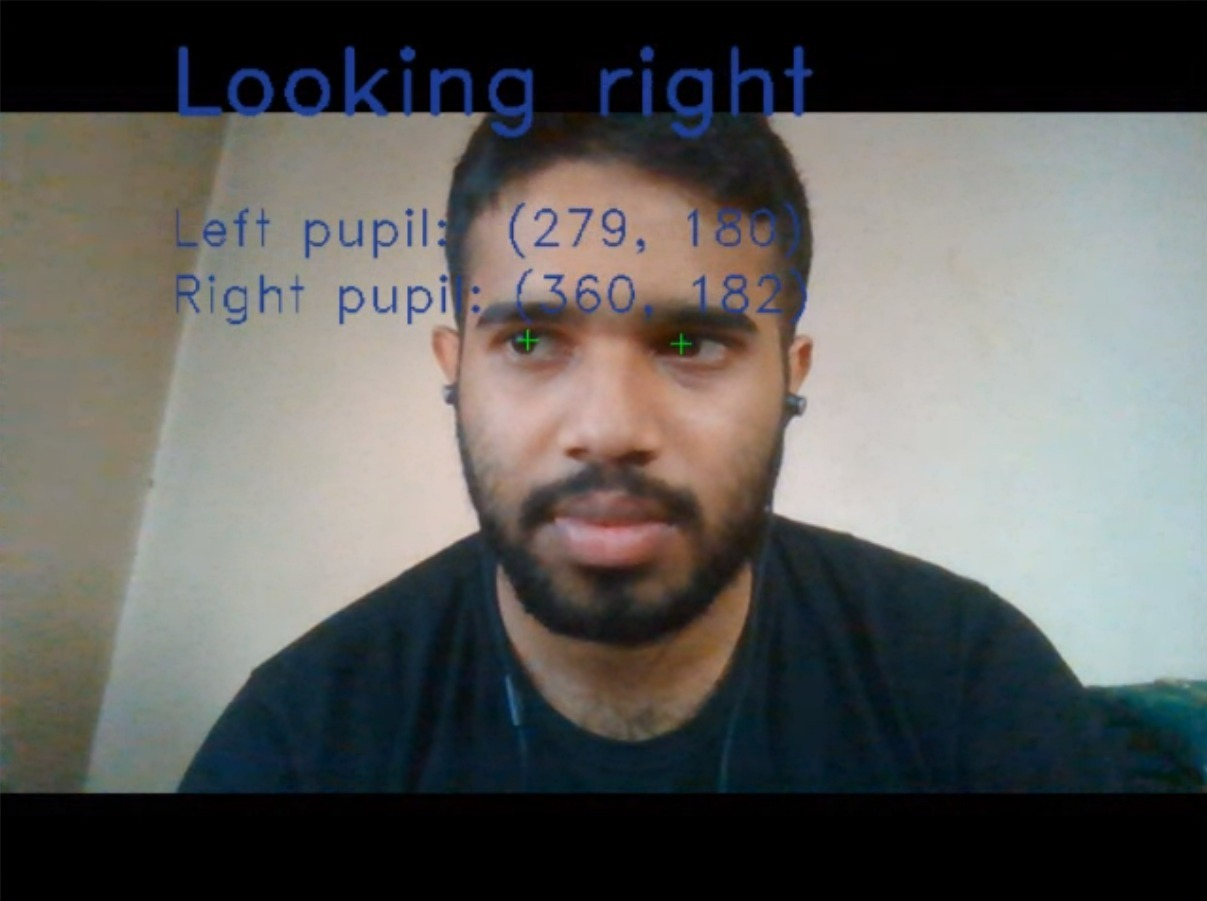 Looking right
Left pupil: (279, 180)
Right pupil: (360, 182)